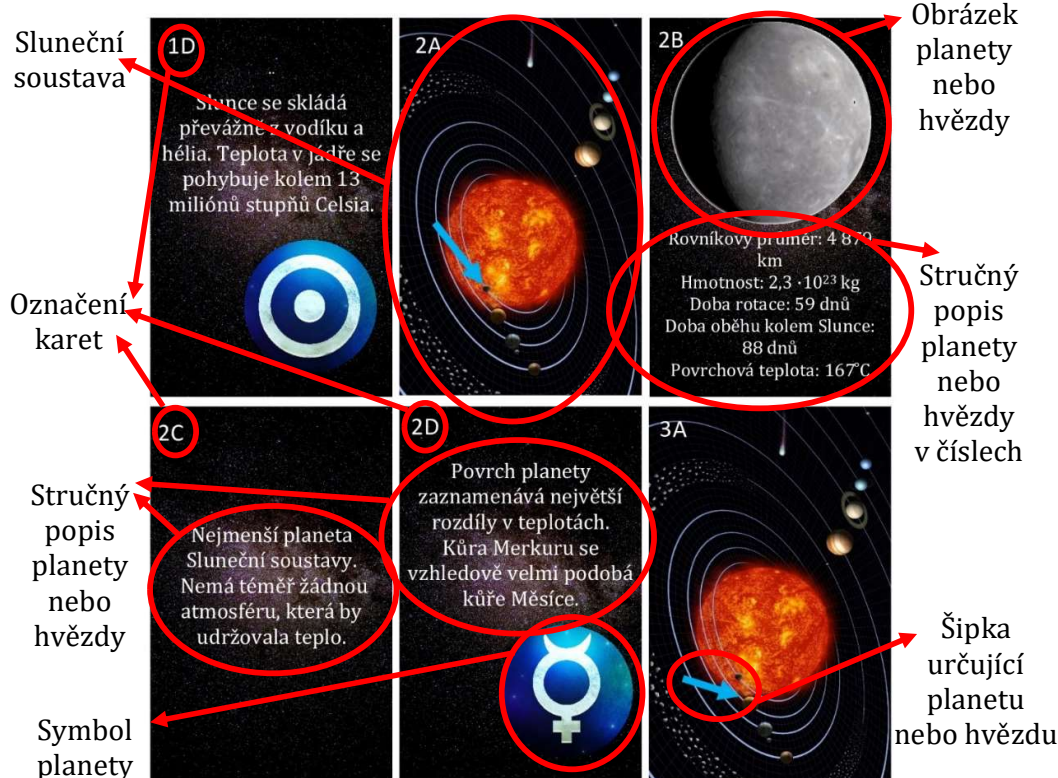 Sluneční
soustava
Označení
karet
Stručný
popis
planety
nebo
hvězdy
Symbol
planety
1D
Slunce se skládá
převážně z vodíku a
hélia. Teplota v jádře se
pohybuje kolem 13
miliónů stupňů Celsia.
2A
2B
Rovníkový průměr: 4 879
km
Hmotnost: 2,3 ·10²³ kg
Doba rotace: 59 dnů
Doba oběhu kolem Slunce:
88 dnů
Povrchová teplota: 167°C
2C
Nejmenší planeta
Sluneční soustavy.
Nemá téměř žádnou
atmosféru, která by
udržovala teplo.
2D
Povrch planety
zaznamenává největší
rozdíly v teplotách.
Kůra Merkuru se
vzhledově velmi podobá
kůře Měsíce.
3A
Obrázek
planety
nebo
hvězdy
Stručný
popis
planety
nebo
hvězdy
v číslech
Šipka
určující
planetu
nebo hvězdu